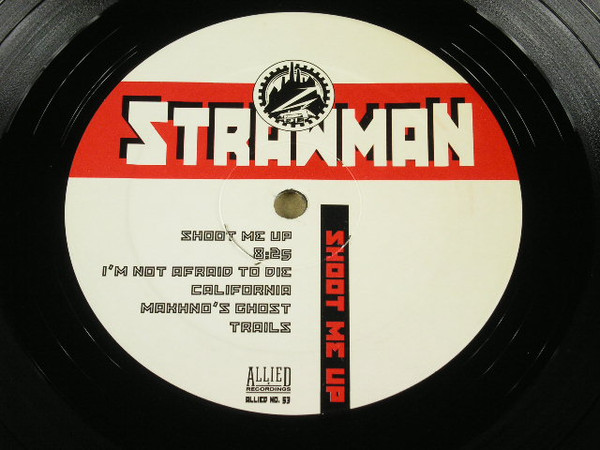 STRAWMAN
SHOOT ME UP
8:25
I'M NOT AFRAID TO DIE
CALIFORNIA
MAKHNO'S GHOST
TRAILS
SHOOT ME UP
ALLIED
RECORDINGS
ALLIED NO. 53